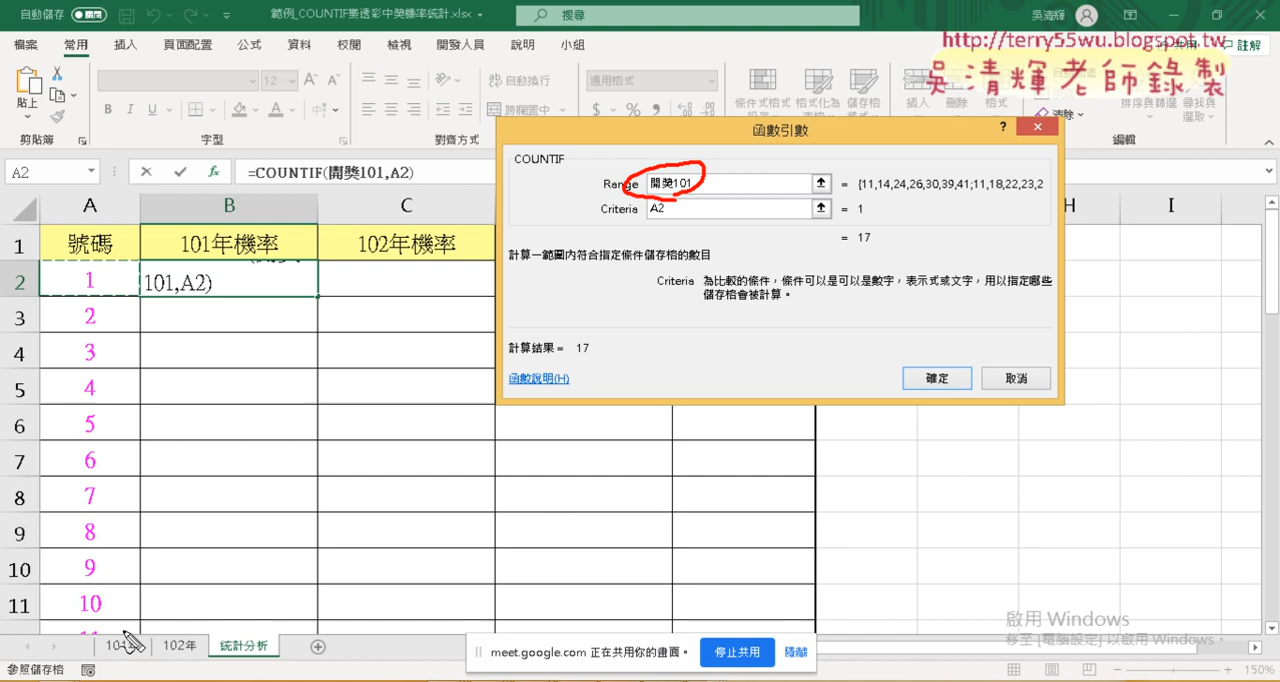 自動儲存
範例_COUNTIF樂透彩中獎機率統計.xlsx
搜尋
吳清輝
檔案 常用 插入 頁面配置 公式 資料 校閱 檢視 開發人員 說明 小組
註解
http://terry55wu.blogspot.tw
吳清輝老師錄製
貼上
12
自動換行
跨欄置中
通用格式
條件式格式 格式化為 儲存格
插入 刪除 格式
清除
排序與篩選 尋找與
選取
剪貼簿 字型 對齊方式 編輯
A2
=COUNTIF(開獎101,A2)
函數引數
COUNTIF
Range 開獎101 = {11,14,24,26,30,39,41;11,18,22,23,2
Criteria A2 = 1
= 17
計算一範圍內符合指定條件儲存格的數目
Criteria 為比較的條件，條件可以是可以是數字，表示式或文字，用以指定哪些
儲存格會被計算。
計算結果 = 17
函數說明(H)
確定 取消
A B C H I
1 號碼 101年機率 102年機率
2 1 101,A2)
3 2
4 3
5 4
6 5
7 6
8 7
9 8
10 9
11 10
102年 統計分析
meet.google.com 正在共用你的畫面。 停止共用 隱藏
啟用 Windows
移至 [電腦設定] 以啟用 Windows。
參照儲存格
150%